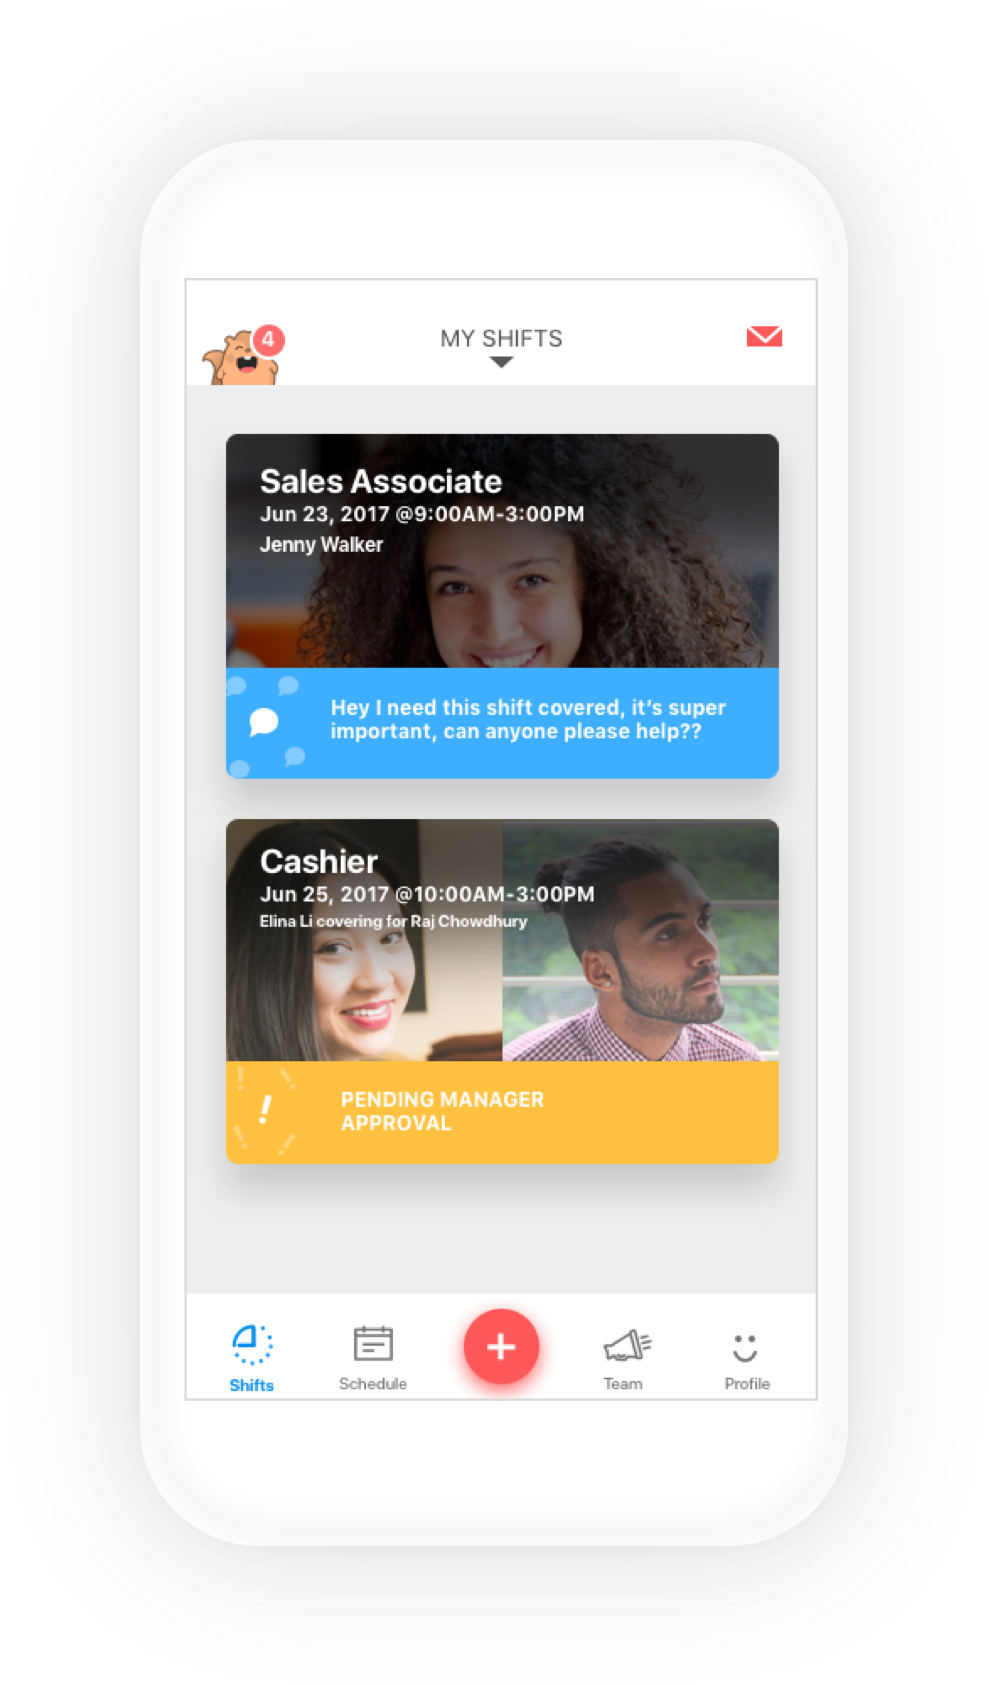 4
MY SHIFTS
Sales Associate
Jun 23, 2017 @9:00AM-3:00PM
Jenny Walker
Hey I need this shift covered, it's super
important, can anyone please help??
Cashier
Jun 25, 2017 @10:00AM-3:00PM
Elina Li covering for Raj Chowdhury
!
PENDING MANAGER
APPROVAL
Shifts
Schedule
+
Team
Profile